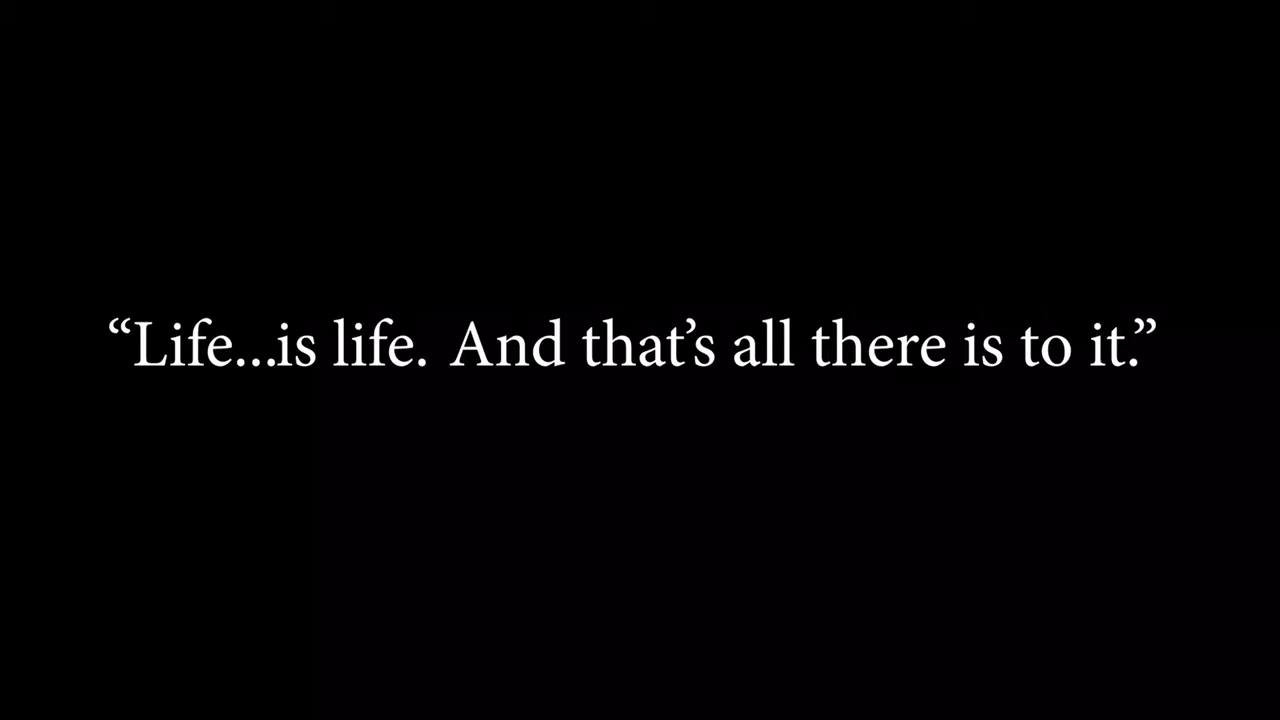 “Life...is life. And that’s all there is to it.”